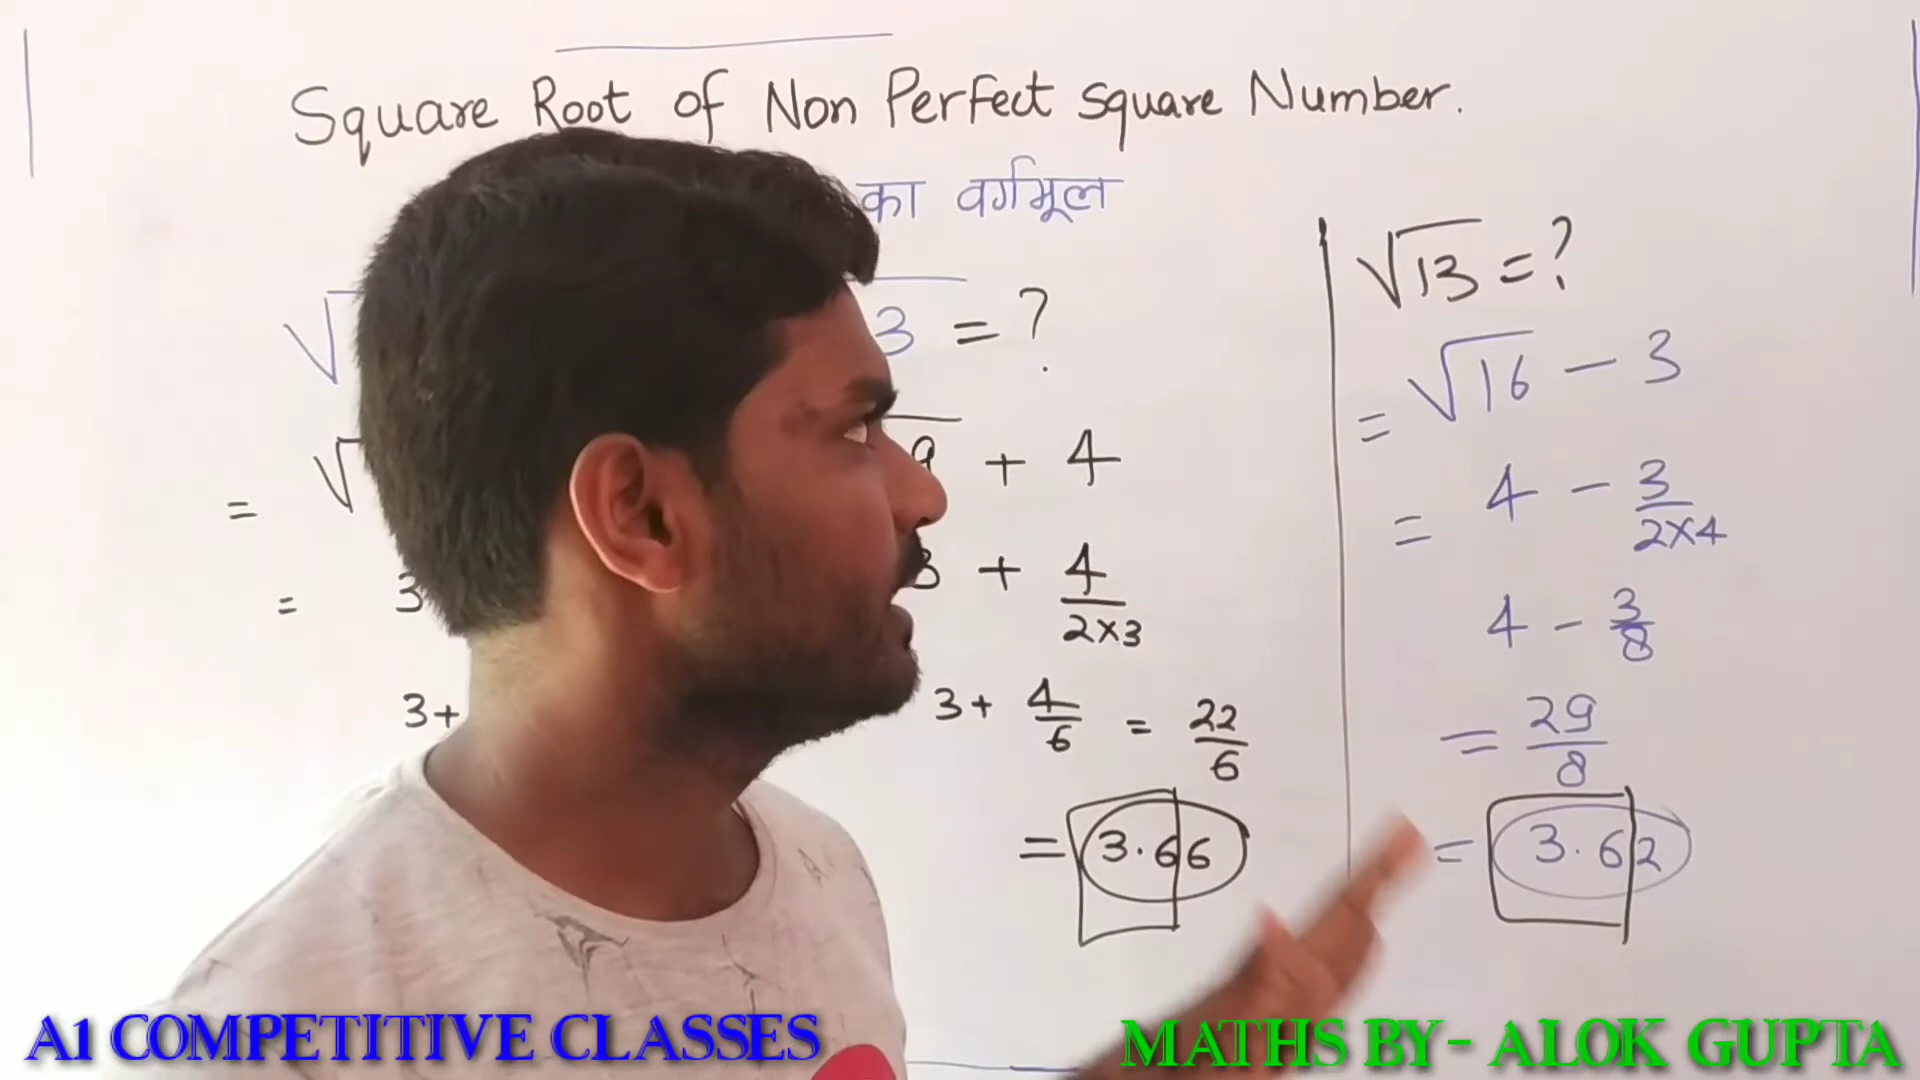 Square Root of Non Perfect Square Number.
का वर्गमूल
√ 3 = ?
= √ 9 + 4
= 3 3 + 4/2×3
3+ 3 + 4/6 = 22/6
= 3.66
√13 = ?
= √16 - 3
= 4 - 3/2×4
4 - 3/8
= 29/8
= 3.62
A1 COMPETITIVE CLASSES
MATHS BY- ALOK GUPTA